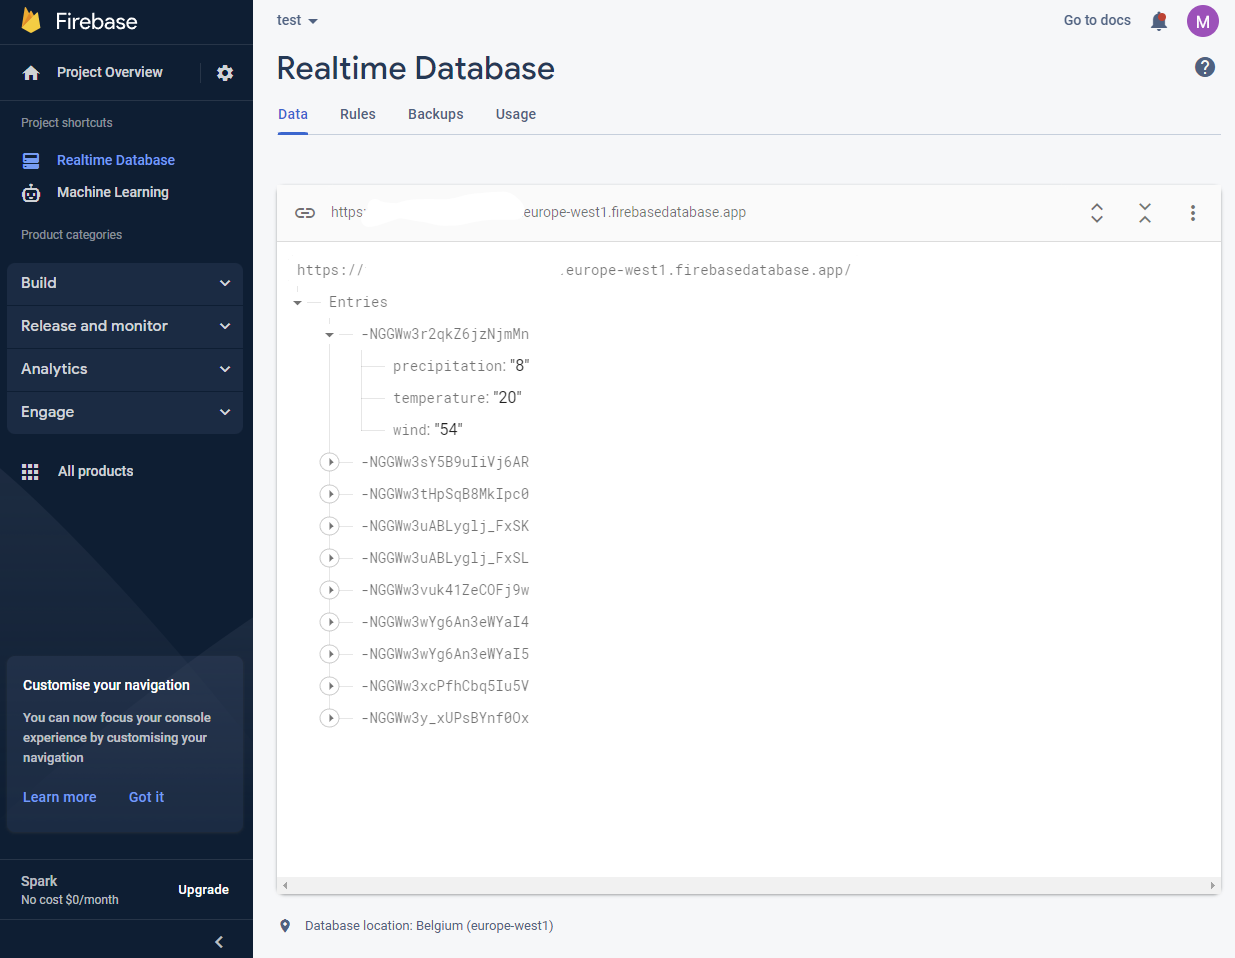 Firebase
Project Overview
Project shortcuts
Realtime Database
Machine Learning
Product categories
Build
Release and monitor
Analytics
Engage
All products
Customise your navigation
You can now focus your console
experience by customising your
navigation
Learn more Got it
Spark
No cost $0/month
Upgrade
test
Go to docs
M
Realtime Database
?
Data Rules Backups Usage
https: europe-west1.firebasedatabase.app
https:// .europe-west1.firebasedatabase.app/
Entries
-NGGWw3r2qkZ6jzNjmMn
precipitation: "8"
temperature: "20"
wind: "54"
-NGGWw3sY5B9uIiVj6AR
-NGGWw3tHpSqB8MkIpc0
-NGGWw3uABLyglj_FxSK
-NGGWw3uABLyglj_FxSL
-NGGWw3vuk41ZeCOFj9w
-NGGWw3wYg6An3eWYaI4
-NGGWw3wYg6An3eWYaI5
-NGGWw3xcPfhCbq5Iu5V
-NGGWw3y_xUPsBYnf0Ox
Database location: Belgium (europe-west1)